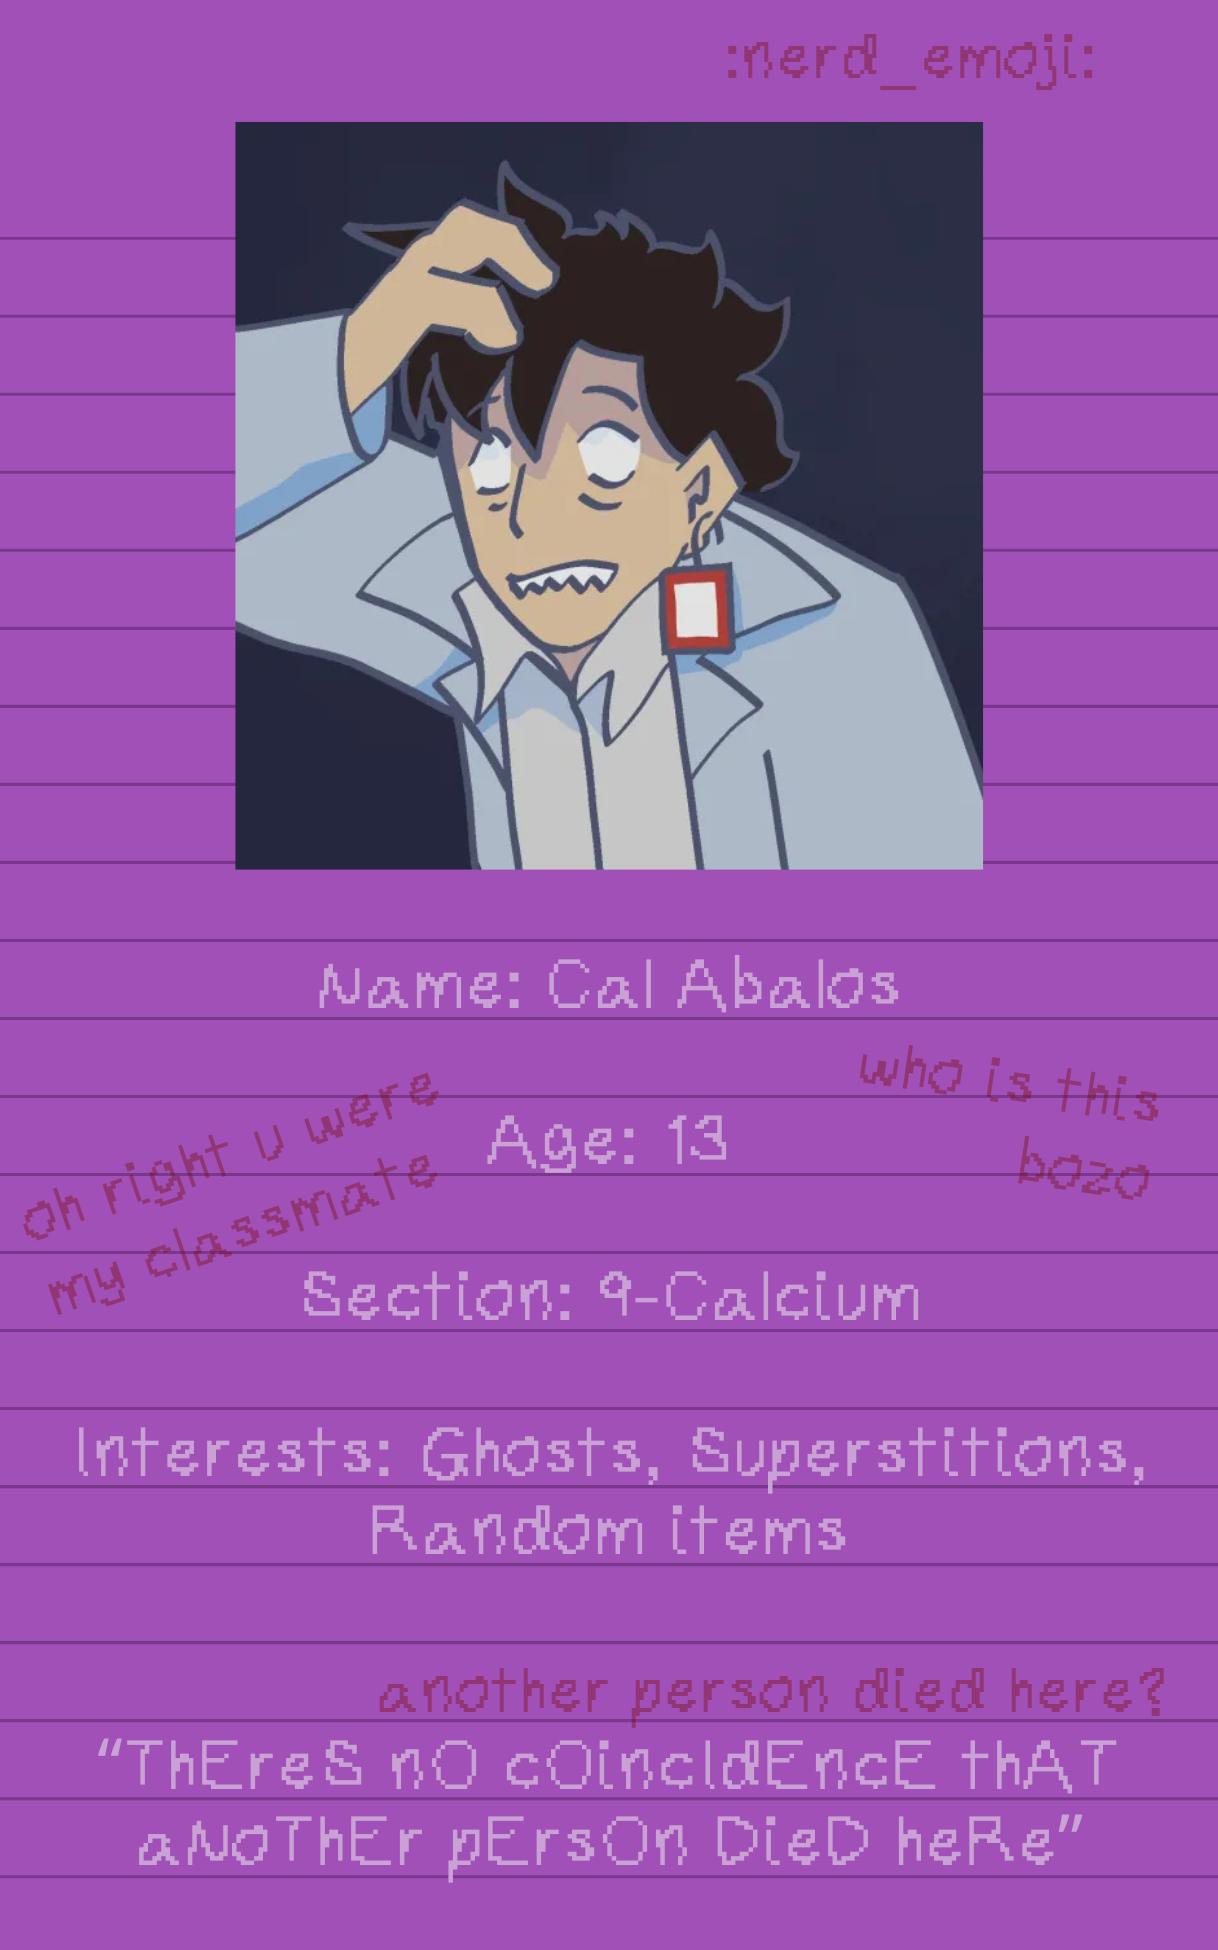 :nerd_emoji:
Name: Cal Abalos
who is this
bozo
oh right u were
my classmate
Age: 13
Section: 9-Calcium
Interests: Ghosts, Superstitions,
Random items
another person died here?
“ThEreS nO cOincIdEncE thAT
aNoThEr pErsOn DieD heRe”